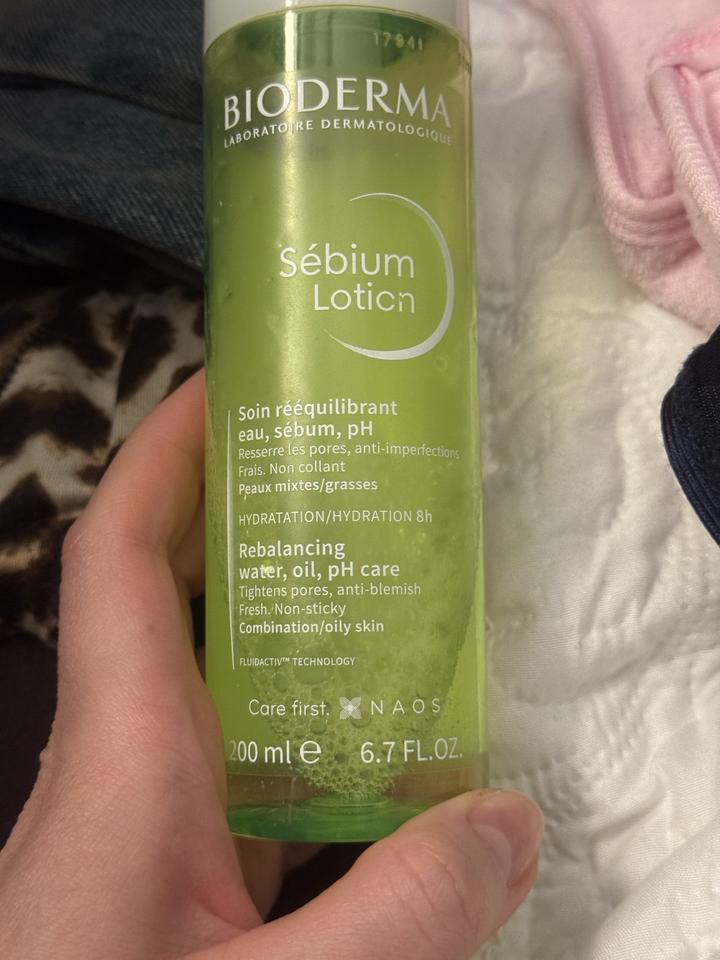 17941
BIODERMA
LABORATOIRE DERMATOLOGIQUE
Sébium
Lotion
Soin rééquilibrant
eau, sébum, pH
Resserre les pores, anti-imperfections
Frais. Non collant
Peaux mixtes/grasses
HYDRATATION/HYDRATION 8h
Rebalancing
water, oil, pH care
Tightens pores, anti-blemish
Fresh. Non-sticky
Combination/oily skin
FLUIDACTIV™ TECHNOLOGY
Care first. NAOS
200 ml ℮ 6.7 FL.OZ.